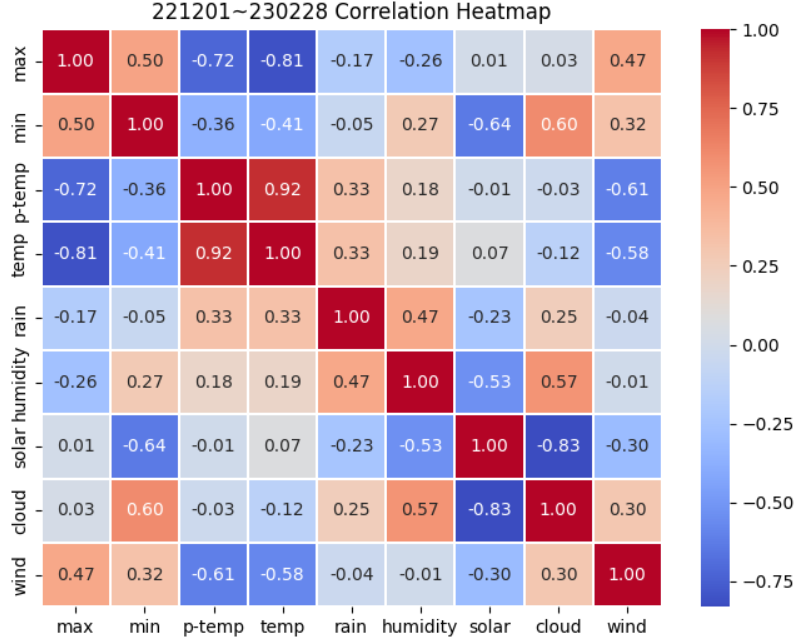 221201~230228 Correlation Heatmap
max 1.00 0.50 -0.72 -0.81 -0.17 -0.26 0.01 0.03 0.47
min 0.50 1.00 -0.36 -0.41 -0.05 0.27 -0.64 0.60 0.32
p-temp -0.72 -0.36 1.00 0.92 0.33 0.18 -0.01 -0.03 -0.61
temp -0.81 -0.41 0.92 1.00 0.33 0.19 0.07 -0.12 -0.58
rain -0.17 -0.05 0.33 0.33 1.00 0.47 -0.23 0.25 -0.04
humidity -0.26 0.27 0.18 0.19 0.47 1.00 -0.53 0.57 -0.01
solar 0.01 -0.64 -0.01 0.07 -0.23 -0.53 1.00 -0.83 -0.30
cloud 0.03 0.60 -0.03 -0.12 0.25 0.57 -0.83 1.00 0.30
wind 0.47 0.32 -0.61 -0.58 -0.04 -0.01 -0.30 0.30 1.00
max min p-temp temp rain humidity solar cloud wind
1.00
0.75
0.50
0.25
0.00
−0.25
−0.50
−0.75